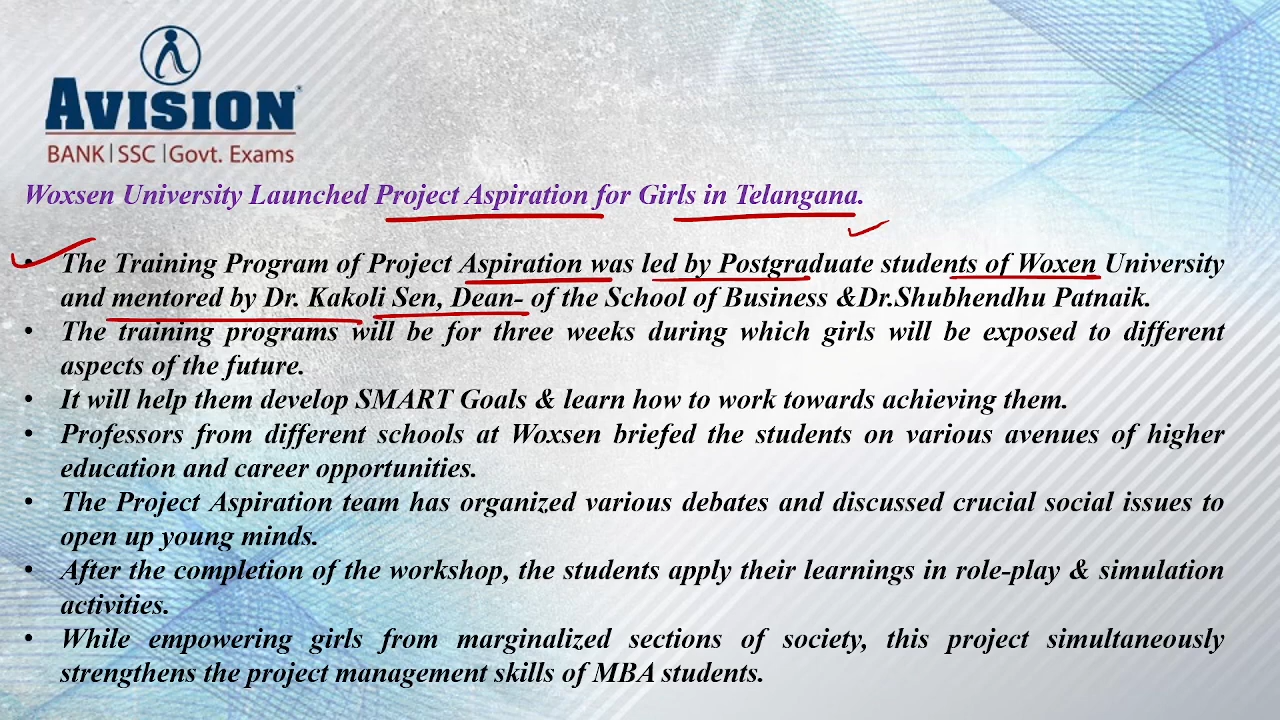 AVISION
BANK | SSC | Govt. Exams
Woxsen University Launched Project Aspiration for Girls in Telangana.
• The Training Program of Project Aspiration was led by Postgraduate students of Woxen University
and mentored by Dr. Kakoli Sen, Dean- of the School of Business &Dr.Shubhendhu Patnaik.
• The training programs will be for three weeks during which girls will be exposed to different
aspects of the future.
• It will help them develop SMART Goals & learn how to work towards achieving them.
• Professors from different schools at Woxsen briefed the students on various avenues of higher
education and career opportunities.
• The Project Aspiration team has organized various debates and discussed crucial social issues to
open up young minds.
• After the completion of the workshop, the students apply their learnings in role-play & simulation
activities.
• While empowering girls from marginalized sections of society, this project simultaneously
strengthens the project management skills of MBA students.